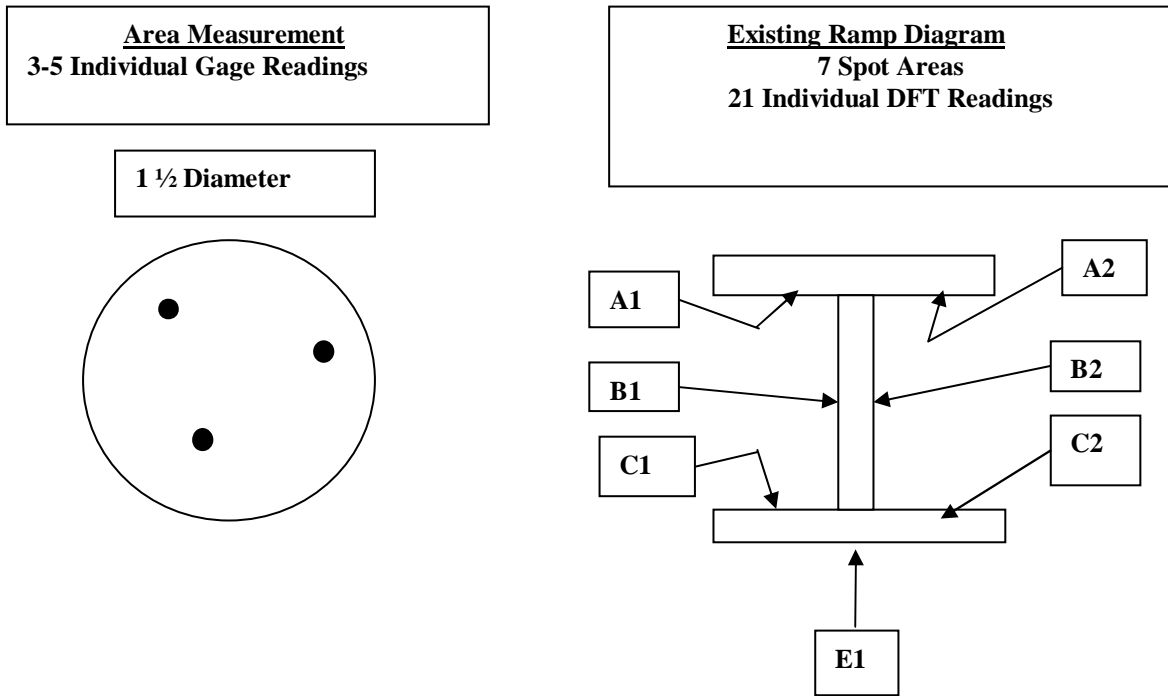 Area Measurement
3-5 Individual Gage Readings
1 ½ Diameter
Existing Ramp Diagram
7 Spot Areas
21 Individual DFT Readings
A1
A2
B1
B2
C1
C2
E1